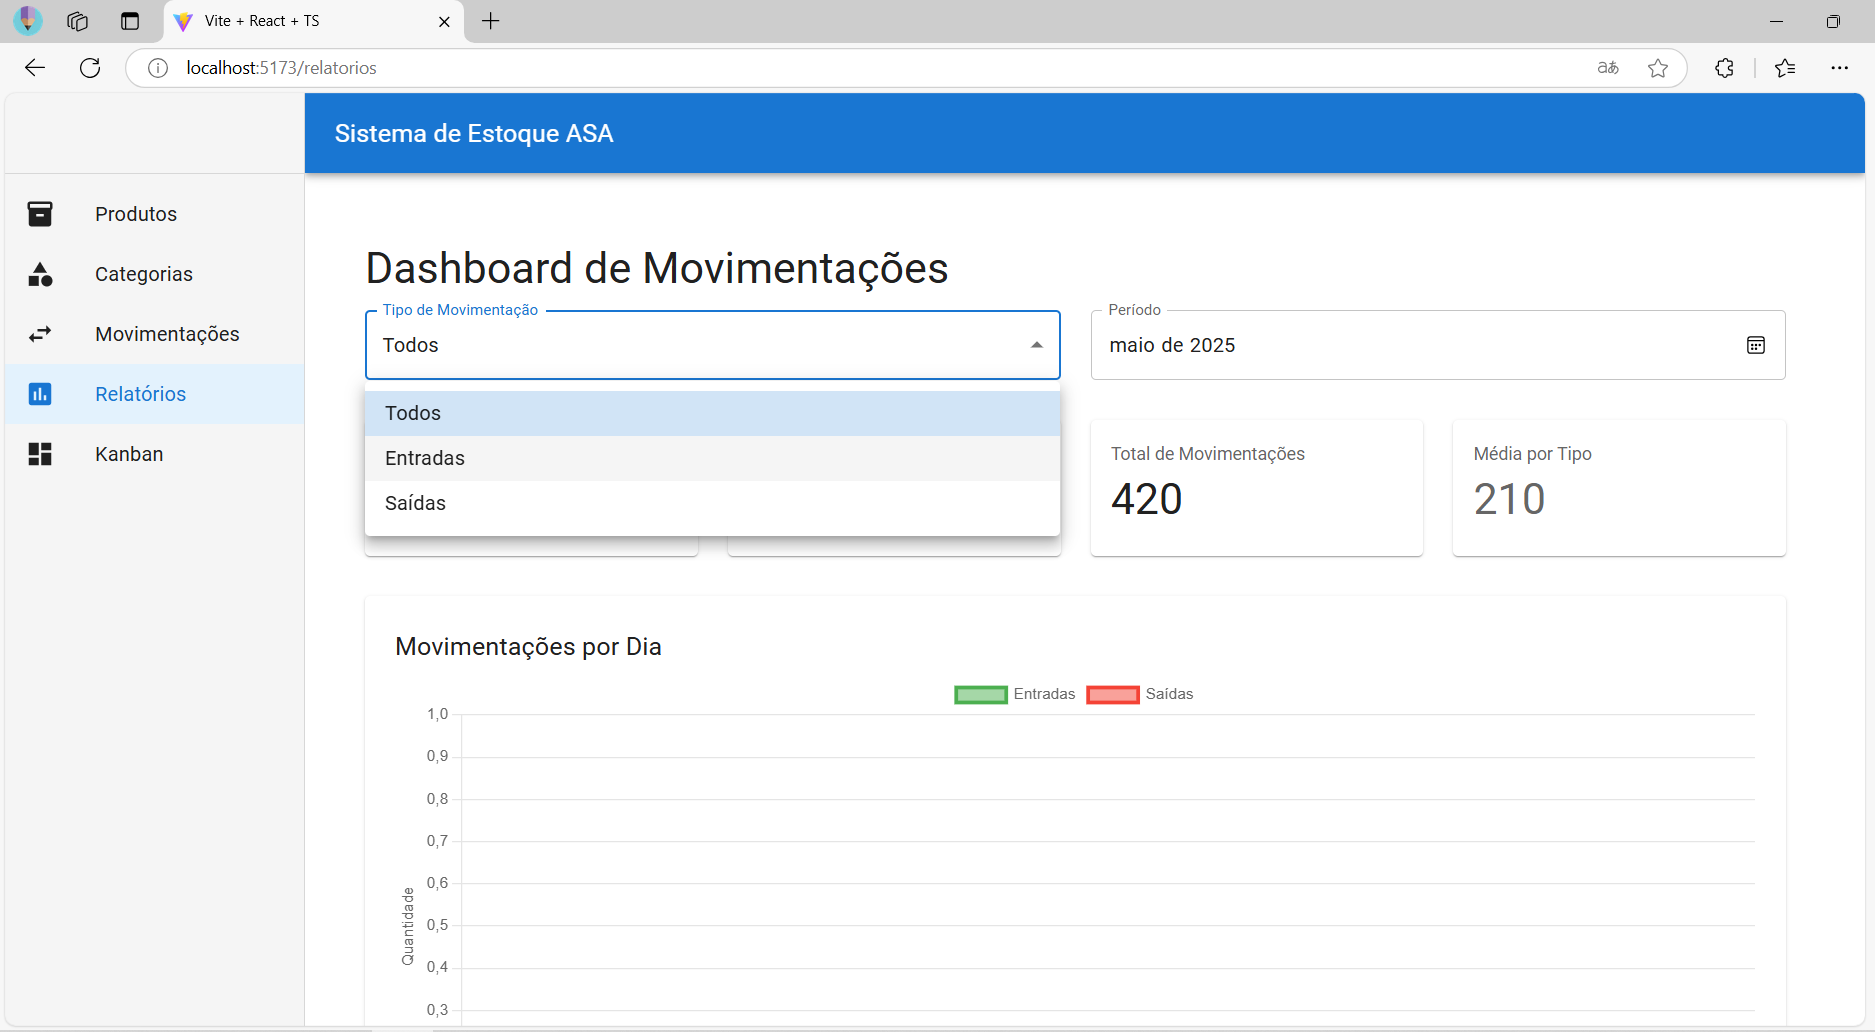 Vite + React + TS
localhost:5173/relatorios
Sistema de Estoque ASA
Produtos
Categorias
Movimentações
Relatórios
Kanban
Dashboard de Movimentações
Tipo de Movimentação
Todos
Período
maio de 2025
Todos
Entradas
Saídas
Total de Movimentações
420
Média por Tipo
210
Movimentações por Dia
Entradas
Saídas
1,0
0,9
0,8
0,7
0,6
0,5
0,4
0,3
Quantidade